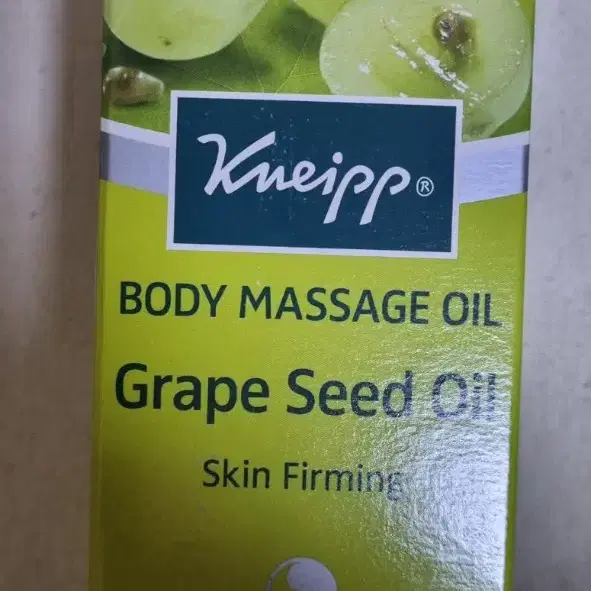 Kneipp®
BODY MASSAGE OIL
Grape Seed Oil
Skin Firming